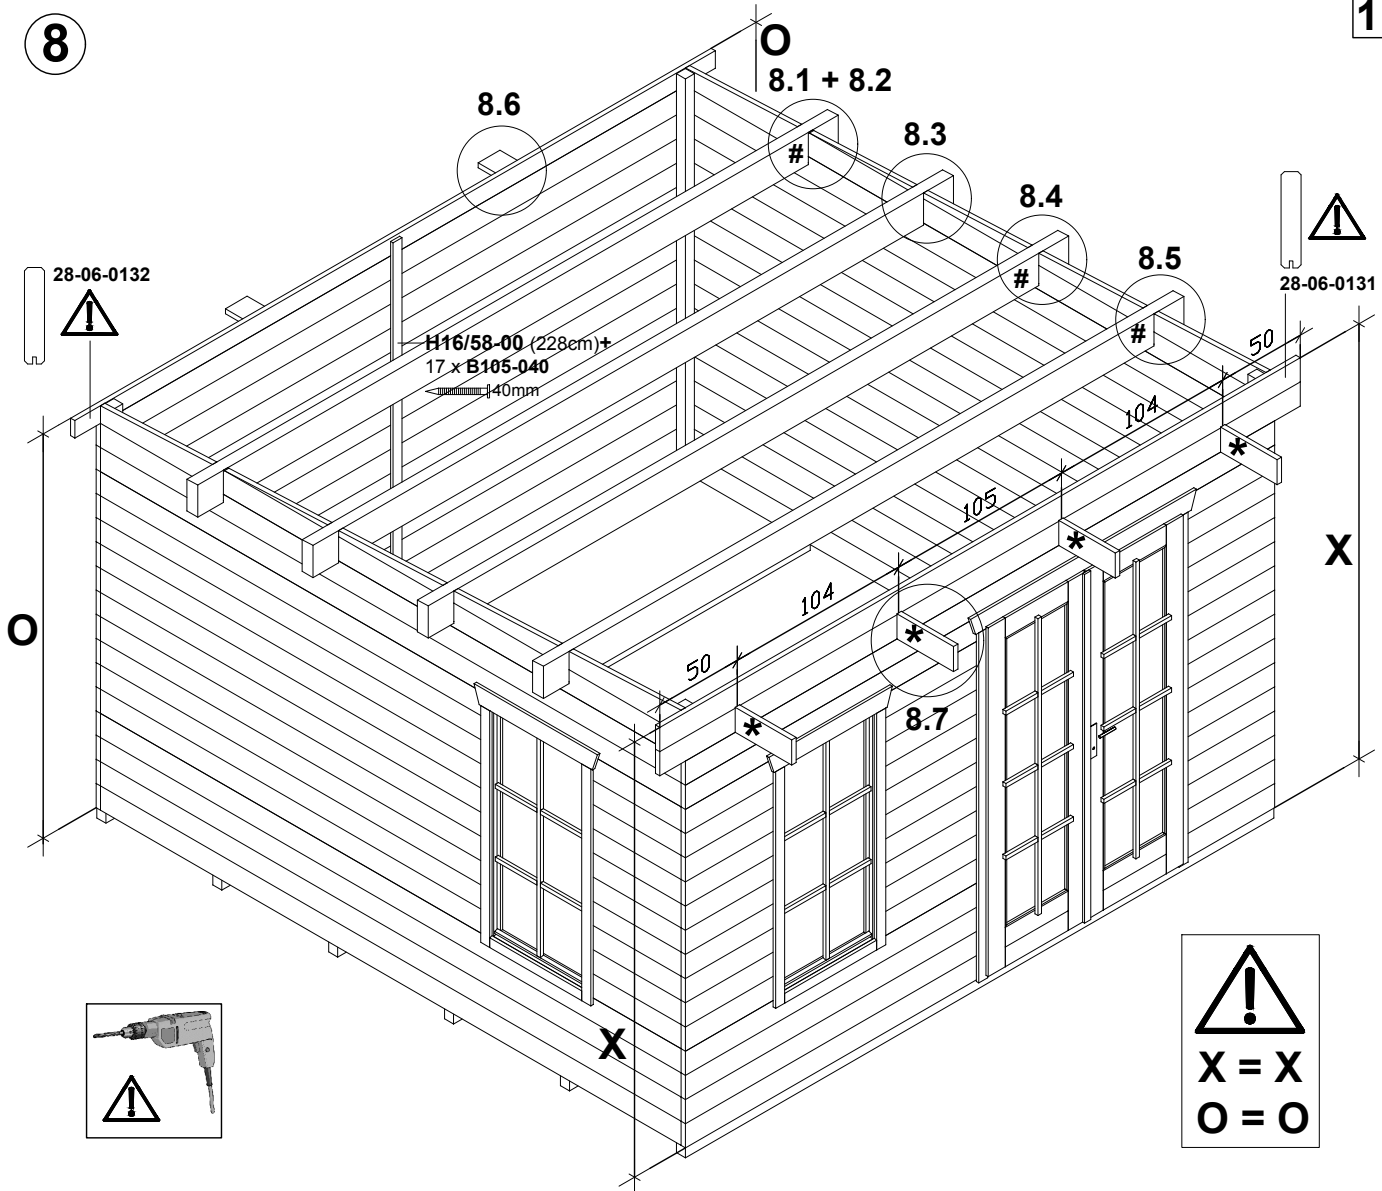 8
1
O
8.1 + 8.2
8.6
8.3
#
8.4
28-06-0132
#
8.5
28-06-0131
#
H16/58-00 (228cm)+
17 x B105-040
40mm
50
104
*
105
*
X
104
*
O
50
*
8.7
X
X = X
O = O